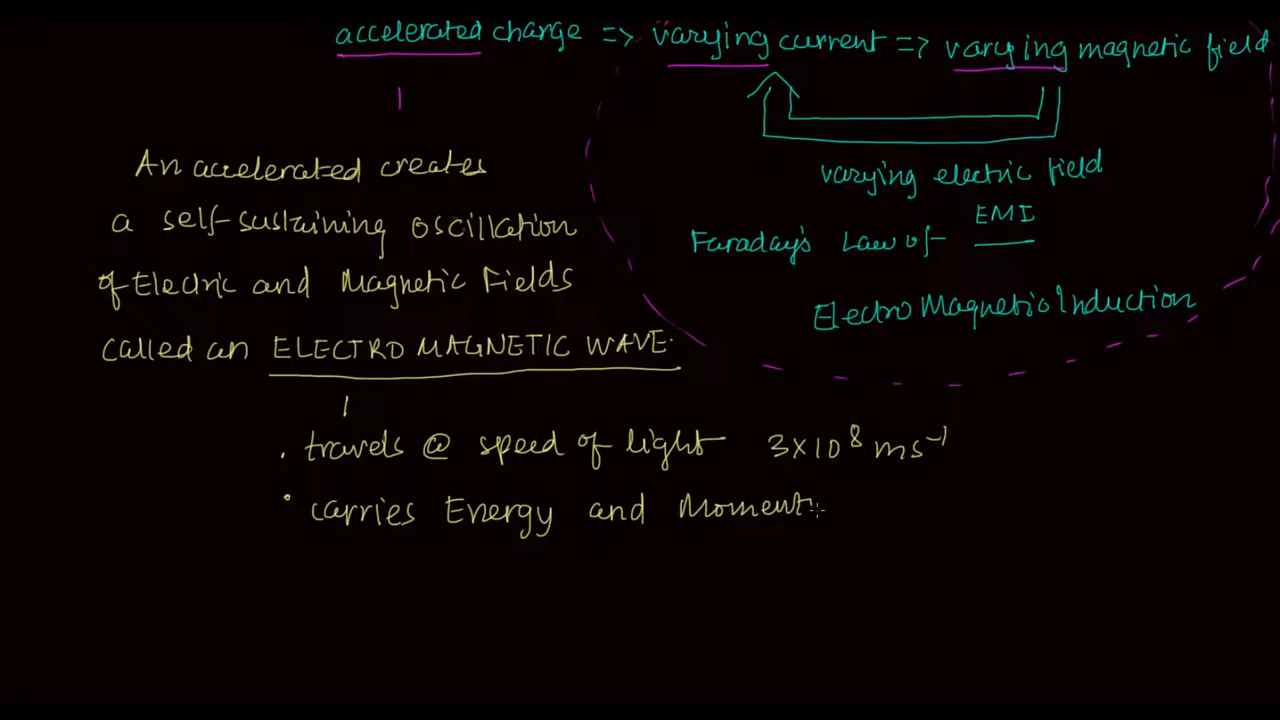 accelerated change => varying current => varying magnetic field
varying electric field
Faraday's Law of EMI
ElectroMagnetic Induction
An accelerated creates
a self-sustaining oscillation
of Electric and Magnetic Fields
called an ELECTROMAGNETIC WAVE.
. travels @ speed of light 3x10⁸ ms⁻¹
• carries Energy and Moment